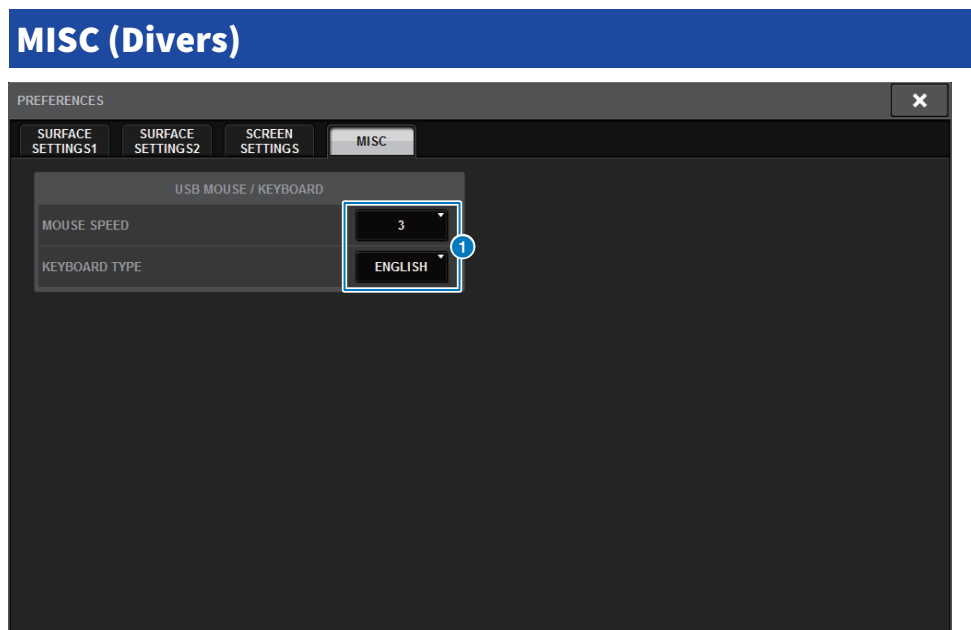 MISC (Divers)
PREFERENCES
SURFACE SETTINGS1
SURFACE SETTINGS2
SCREEN SETTINGS
MISC
USB MOUSE / KEYBOARD
MOUSE SPEED
3
1
KEYBOARD TYPE
ENGLISH